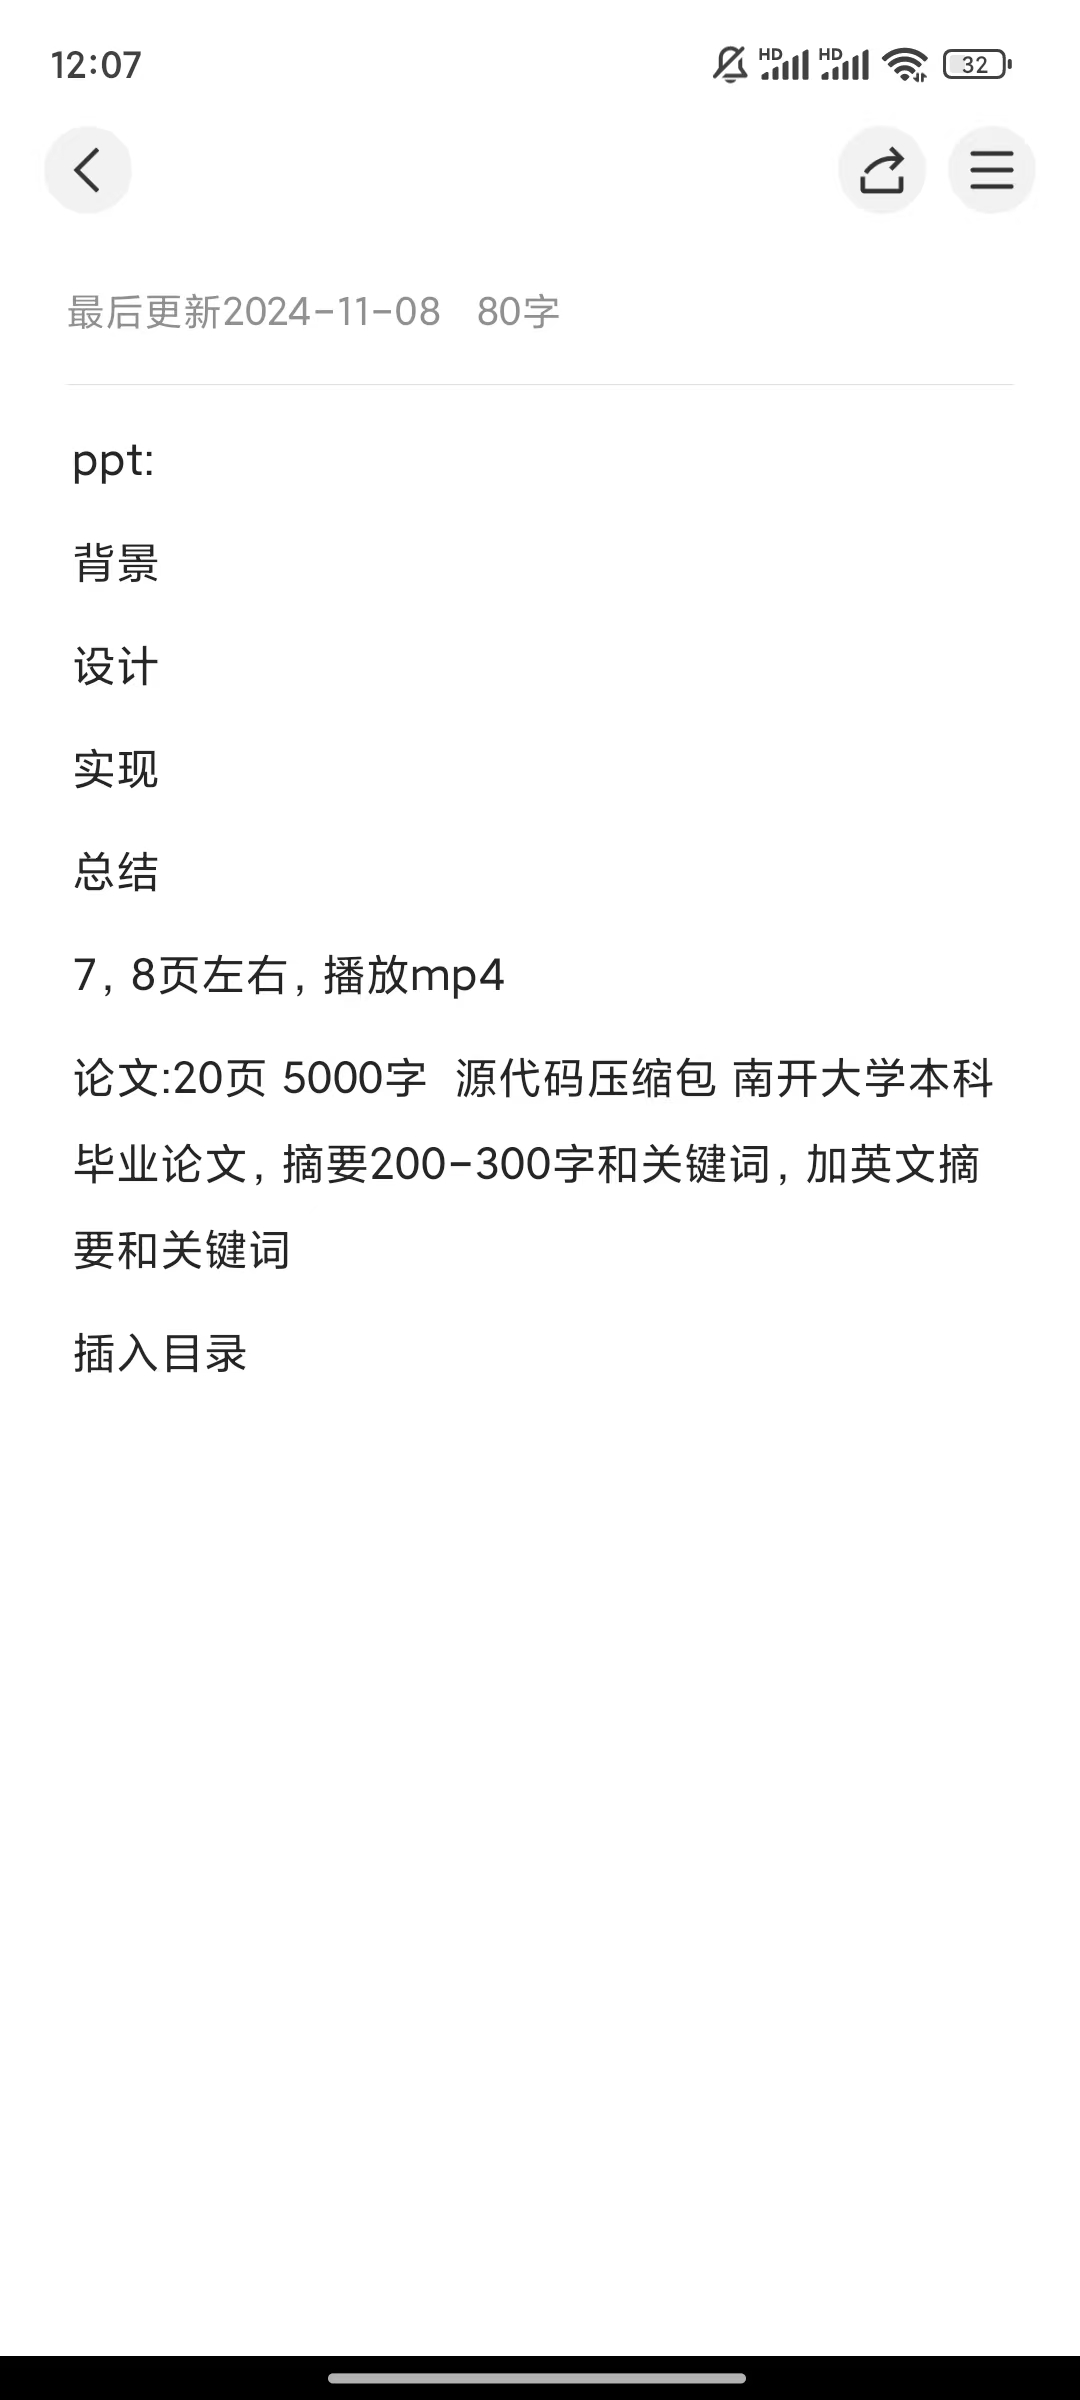 12:07
HD HD 32
最后更新2024-11-08 80字
ppt:
背景
设计
实现
总结
7, 8页左右, 播放mp4
论文:20页 5000字 源代码压缩包 南开大学本科
毕业论文, 摘要200-300字和关键词, 加英文摘
要和关键词
插入目录